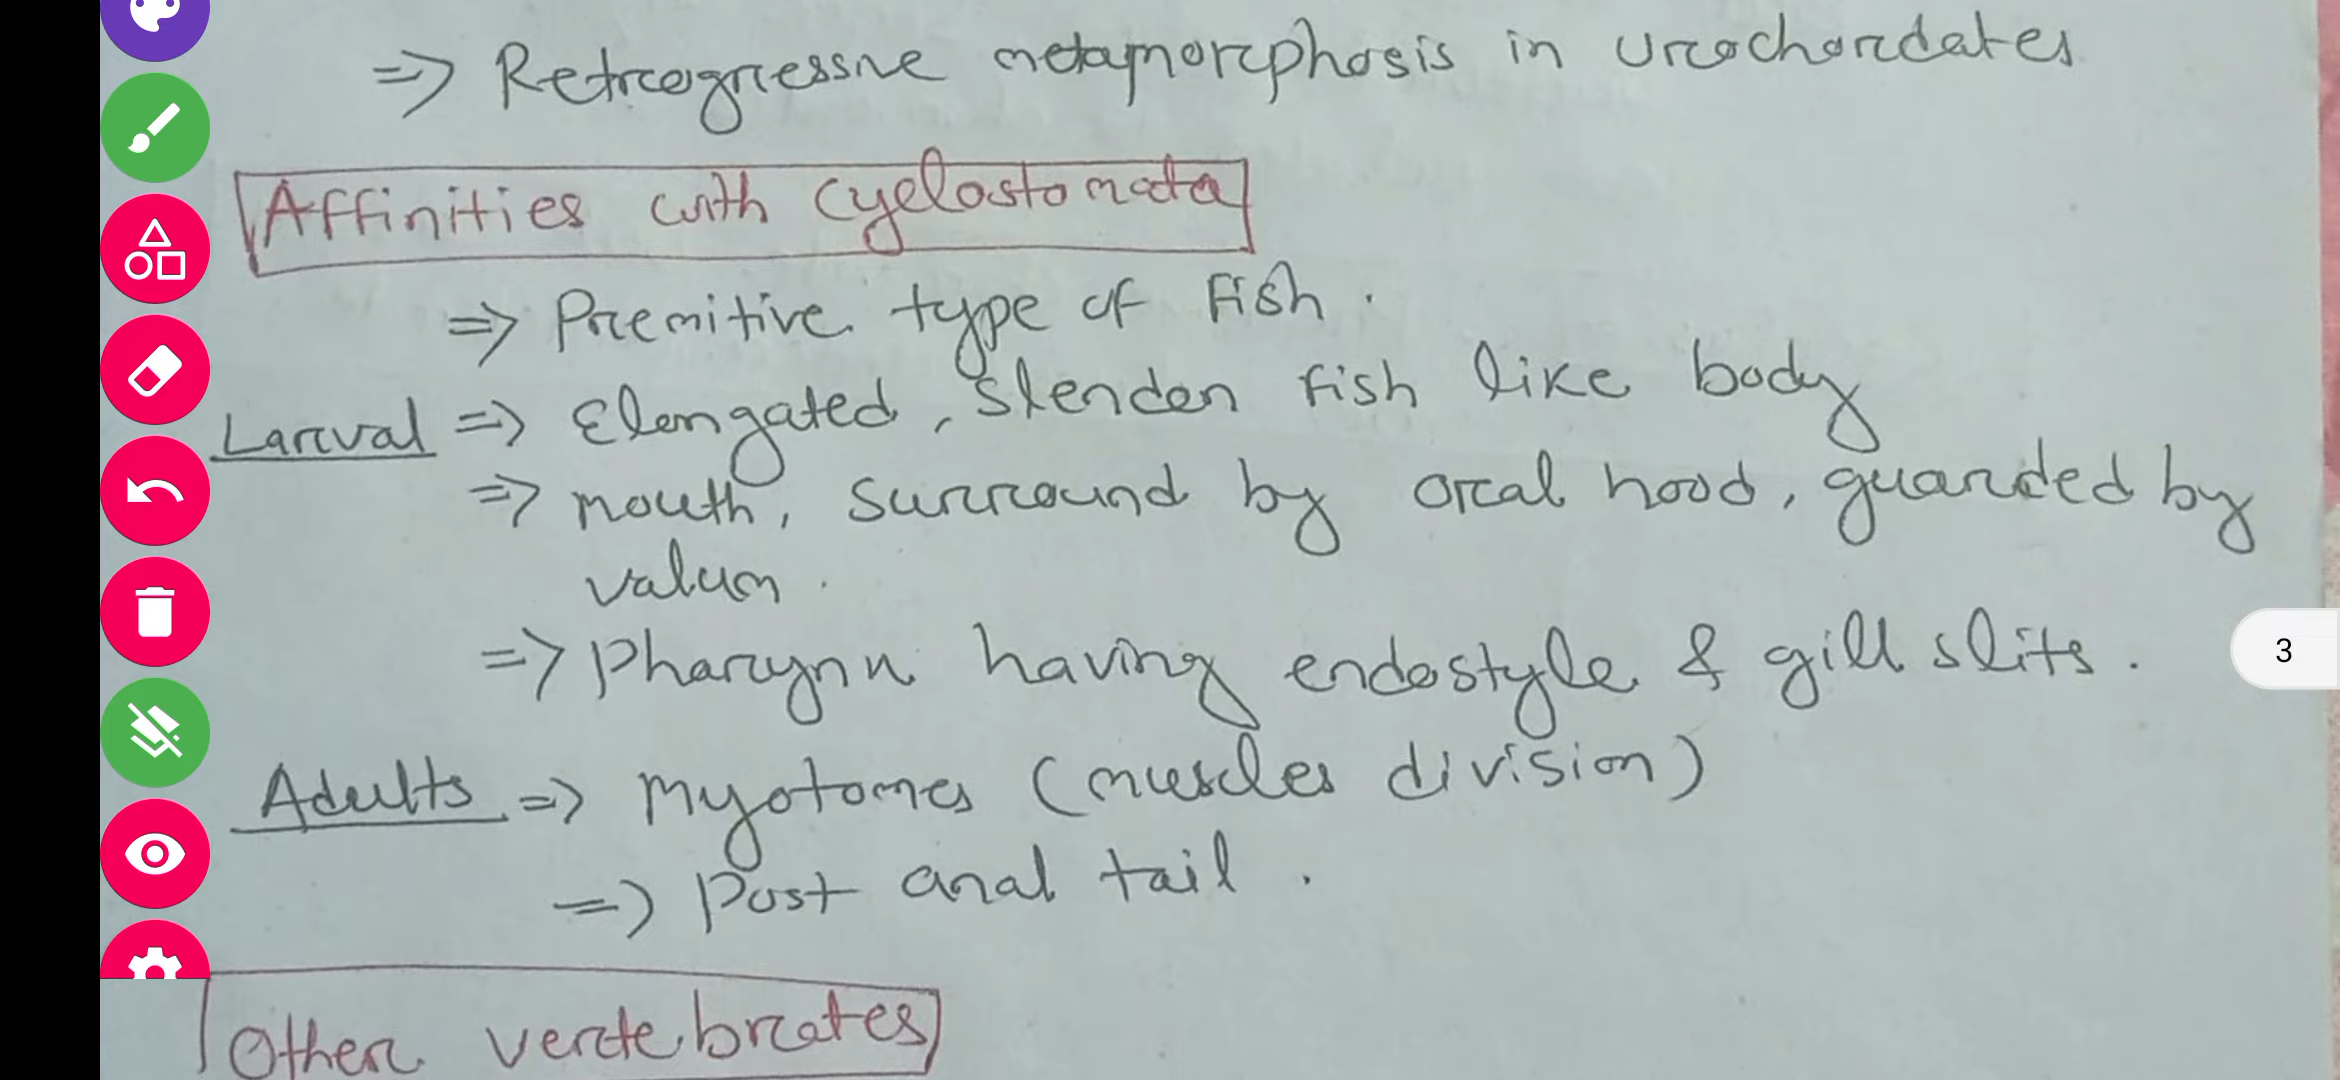 => Retrogressive metamorphosis in urochordates
Affinities with cyclostomata
=> Premitive type of fish.
Larval => Elongated, slender fish like body
=> mouth, surround by oral hood, guarded by
valum.
=> Pharynx having endostyle & gill slits.
3
Adults => myotomes (muscles division)
=> Post anal tail.
Other vertebrates